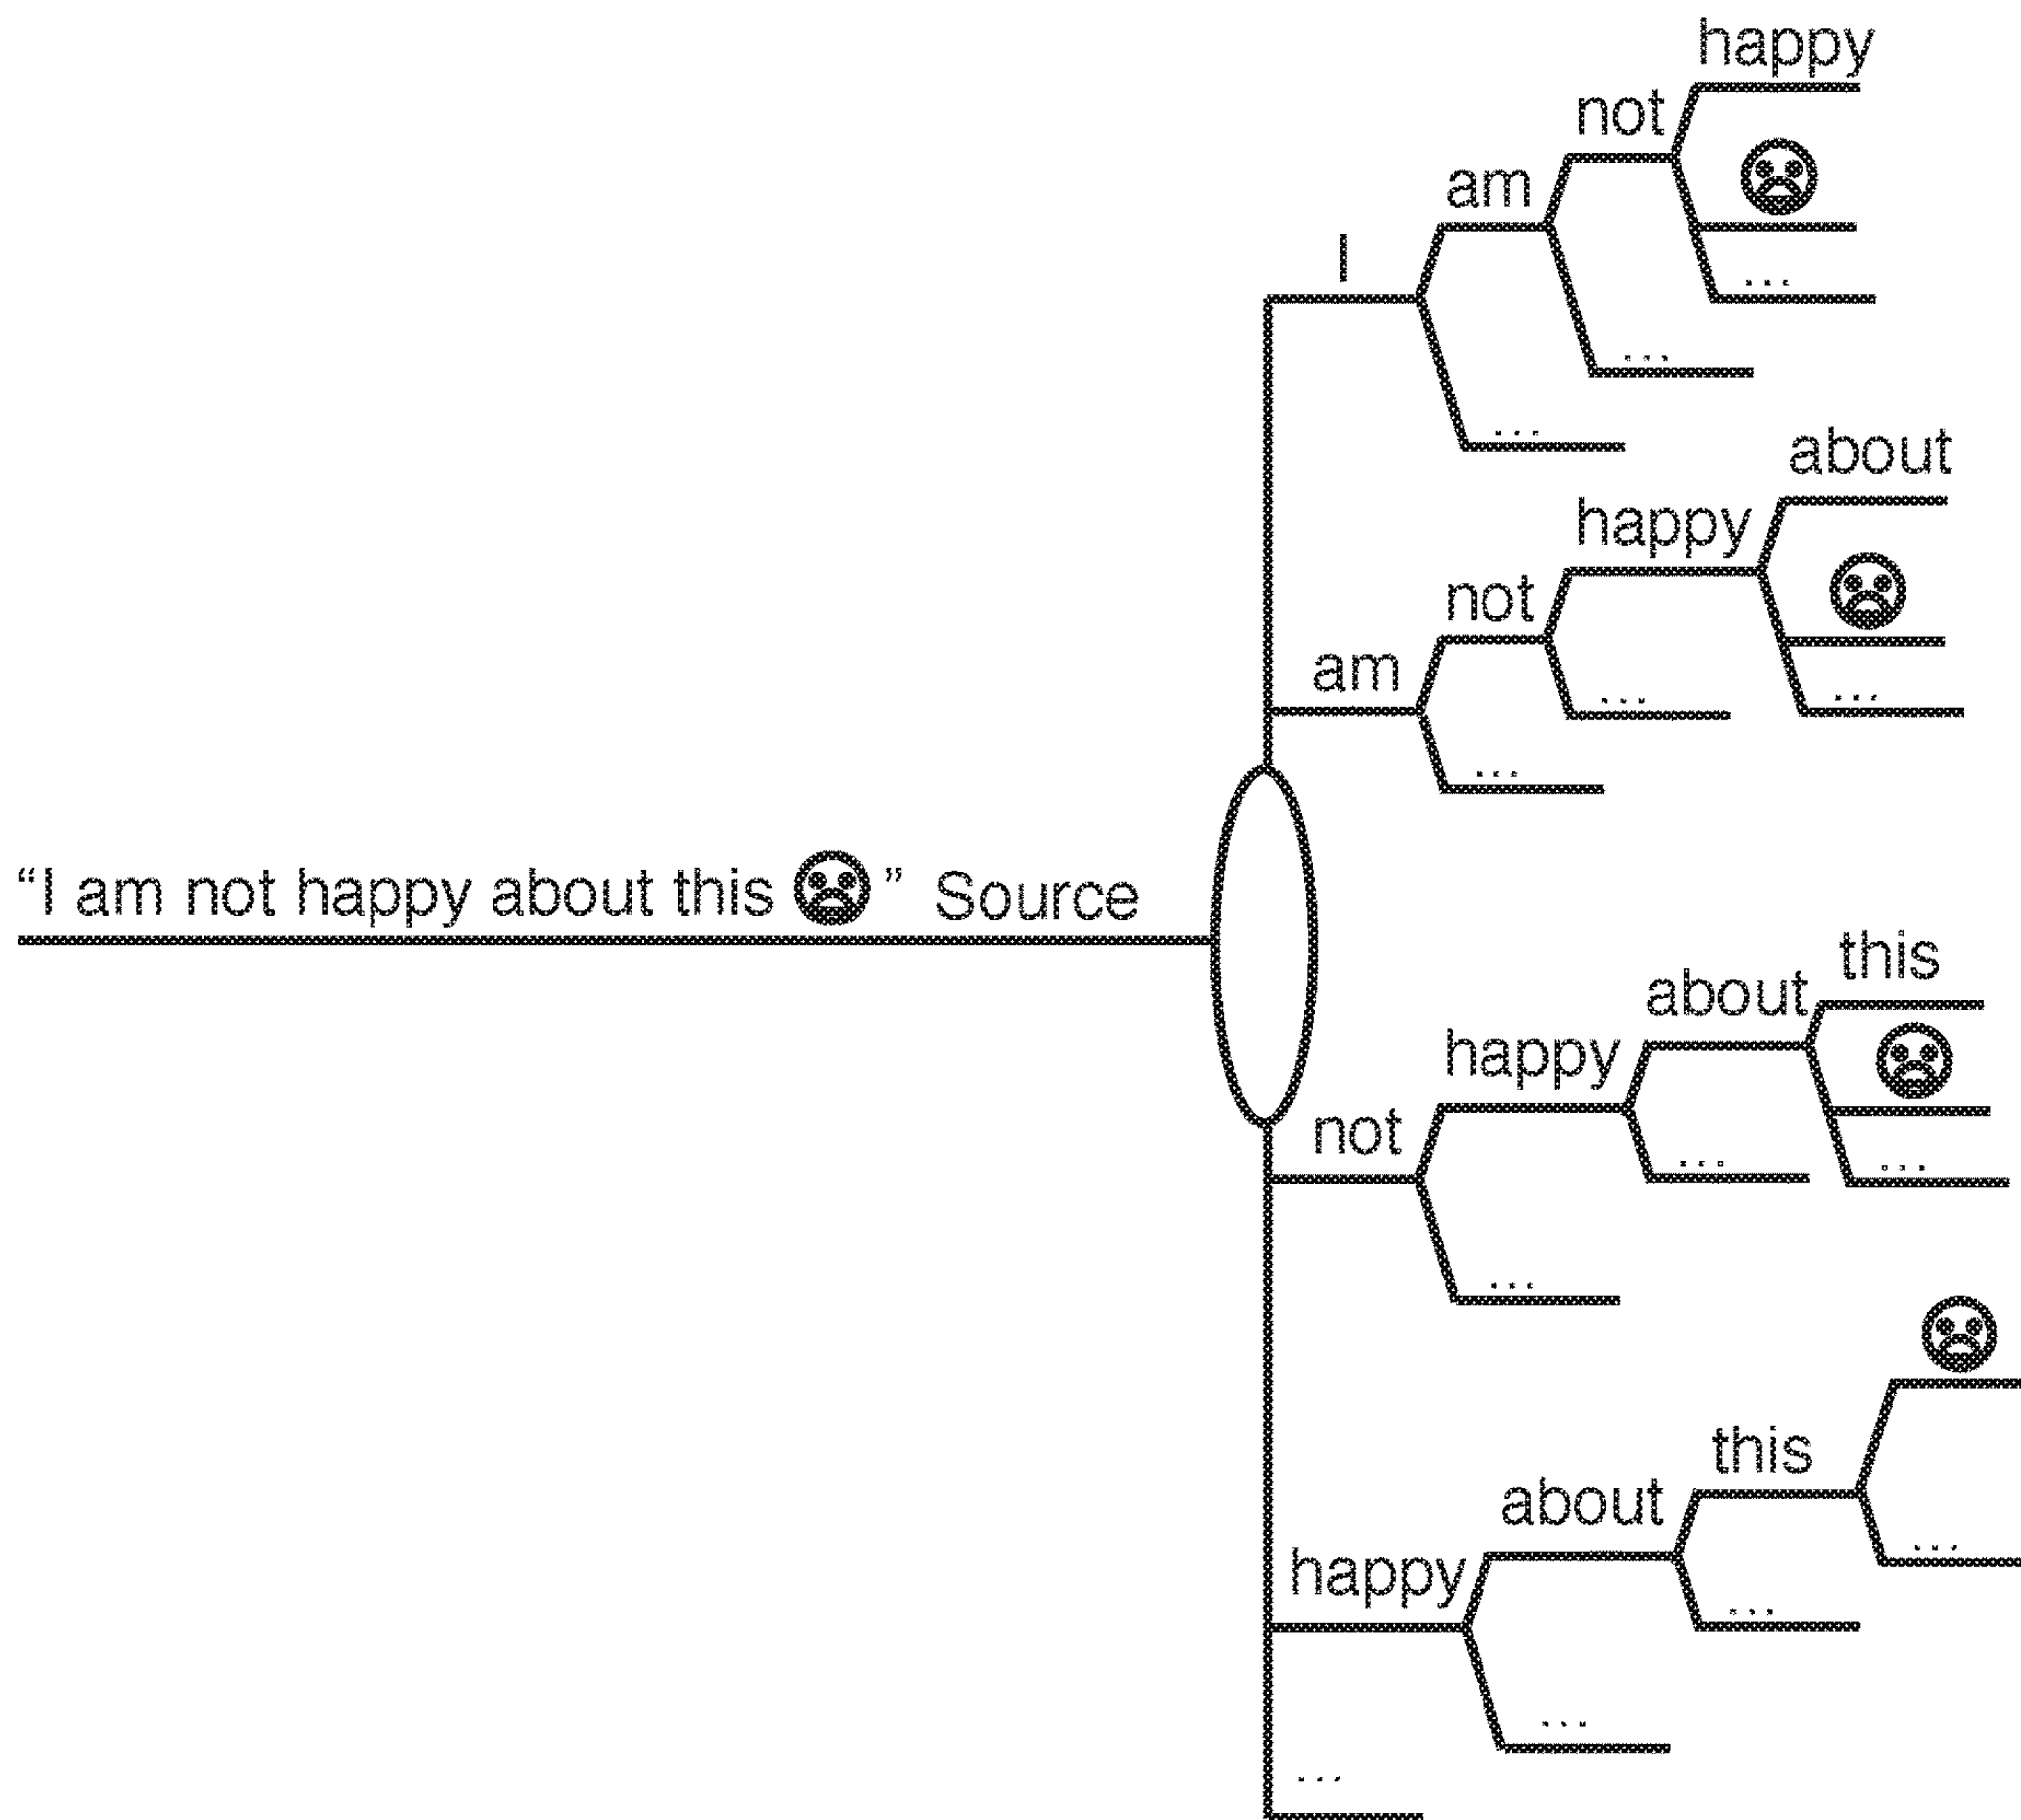 happy
not
😦
am
...
I
...
...
about
happy
😦
not
...
am
...
...
“I am not happy about this 😦 ” Source
this
about
😦
happy
...
not
...
...
😦
this
about
...
happy
...
...
...